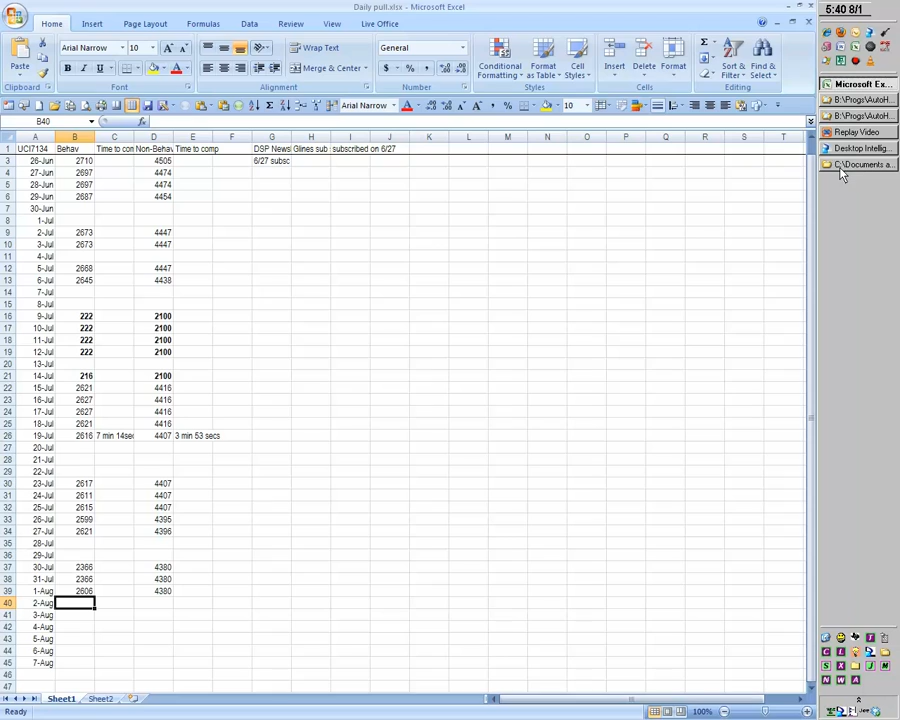 Daily pull.xlsx - Microsoft Excel
5:40 8/1
Home Insert Page Layout Formulas Data Review View Live Office
Paste
Arial Narrow 10
B I U
Wrap Text
Merge & Center
General
$ % ,
Conditional Formatting
Format as Table
Cell Styles
Insert Delete Format
Sort & Filter
Find & Select
Clipboard Font Alignment Number Styles Cells Editing
Arial Narrow 10
B40 fx
A B C D E F G H I J K L M N O P Q R S T
1 UCI7134 Behav Time to con Non-Behav Time to comp DSP News Glines sub subscribed on 6/27
3 26-Jun 2710 4505 6/27 subsc
4 27-Jun 2697 4474
5 28-Jun 2697 4474
6 29-Jun 2687 4454
7 30-Jun
8 1-Jul
9 2-Jul 2673 4447
10 3-Jul 2673 4447
11 4-Jul
12 5-Jul 2668 4447
13 6-Jul 2645 4438
14 7-Jul
15 8-Jul
16 9-Jul 222 2100
17 10-Jul 222 2100
18 11-Jul 222 2100
19 12-Jul 222 2100
20 13-Jul
21 14-Jul 216 2100
22 15-Jul 2621 4416
23 16-Jul 2627 4416
24 17-Jul 2627 4416
25 18-Jul 2621 4416
26 19-Jul 2616 7 min 14sec 4407 3 min 53 secs
27 20-Jul
28 21-Jul
29 22-Jul
30 23-Jul 2617 4407
31 24-Jul 2611 4407
32 25-Jul 2615 4407
33 26-Jul 2599 4395
34 27-Jul 2621 4396
35 28-Jul
36 29-Jul
37 30-Jul 2366 4380
38 31-Jul 2366 4380
39 1-Aug 2606 4380
40 2-Aug
41 3-Aug
42 4-Aug
43 5-Aug
44 6-Aug
45 7-Aug
46
47
Sheet1 Sheet2
Ready 100%
Microsoft Ex...
B:\Progs\AutoH...
B:\Progs\AutoH...
Replay Video
Desktop Intellig...
C:\Documents a...